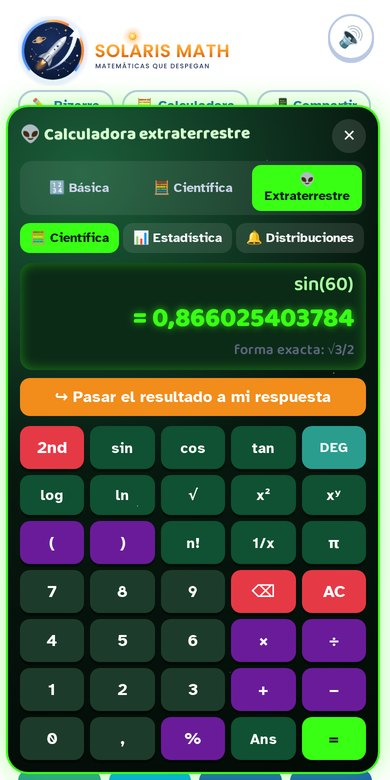 SOLARIS MATH
MATEMÁTICAS QUE DESPEGAN
Pizarra Calculadora Compartir
Calculadora extraterrestre ✕
1234 Básica Científica Extraterrestre
Científica Estadística Distribuciones
sin(60)
= 0,866025403784
forma exacta: √3/2
↪ Pasar el resultado a mi respuesta
2nd sin cos tan DEG
log ln √ x² xʸ
( ) n! 1/x π
7 8 9 ⌫ AC
4 5 6 × ÷
1 2 3 + −
0 , % Ans =